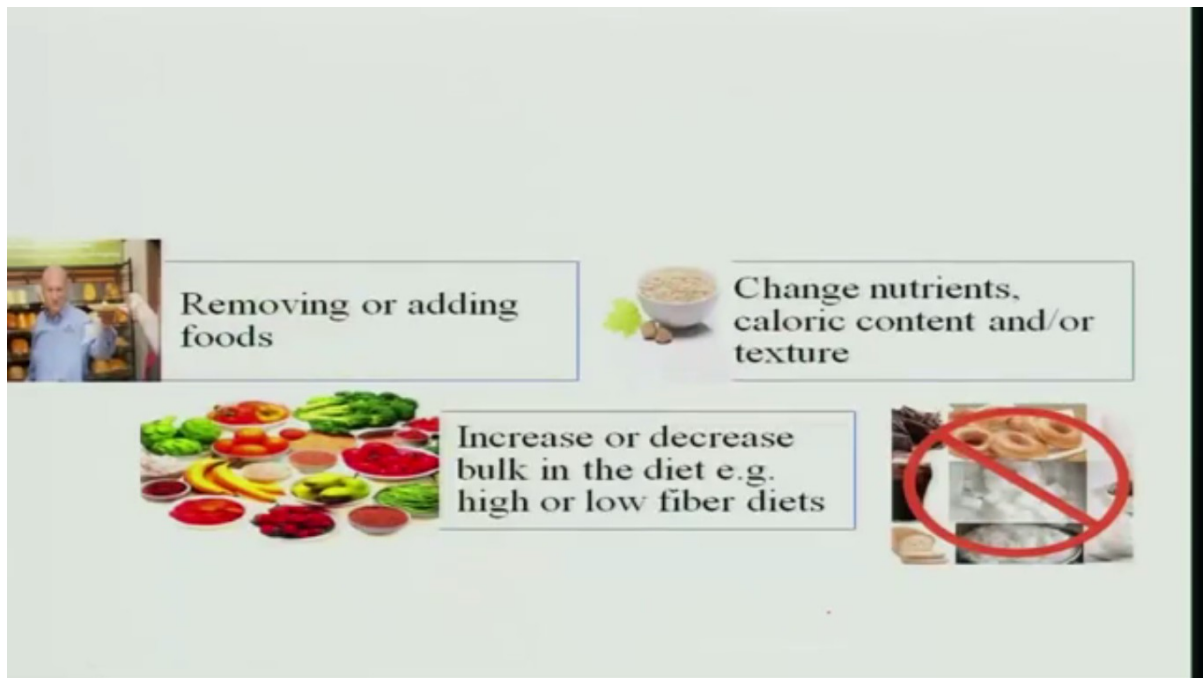 Removing or adding
foods
Change nutrients,
caloric content and/or
texture
Increase or decrease
bulk in the diet e.g.
high or low fiber diets